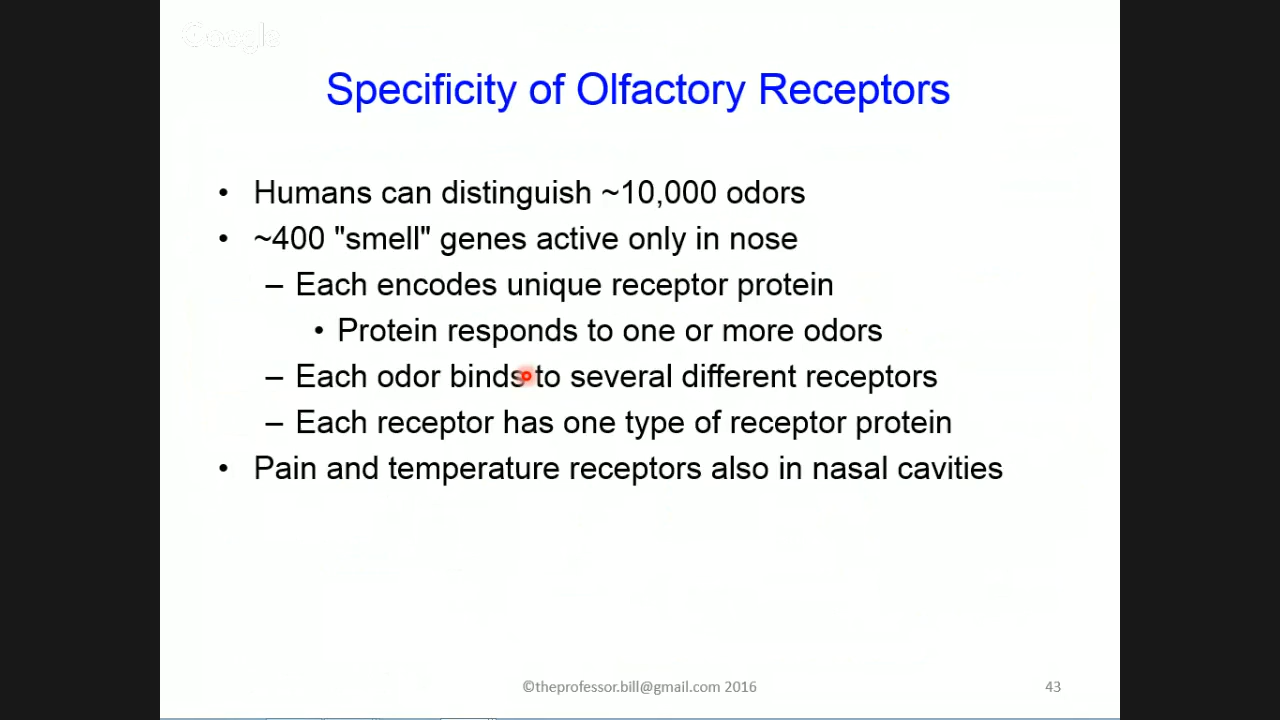 Google
Specificity of Olfactory Receptors
• Humans can distinguish ~10,000 odors
• ~400 "smell" genes active only in nose
– Each encodes unique receptor protein
• Protein responds to one or more odors
– Each odor binds to several different receptors
– Each receptor has one type of receptor protein
• Pain and temperature receptors also in nasal cavities
©theprofessor.bill@gmail.com 2016
43